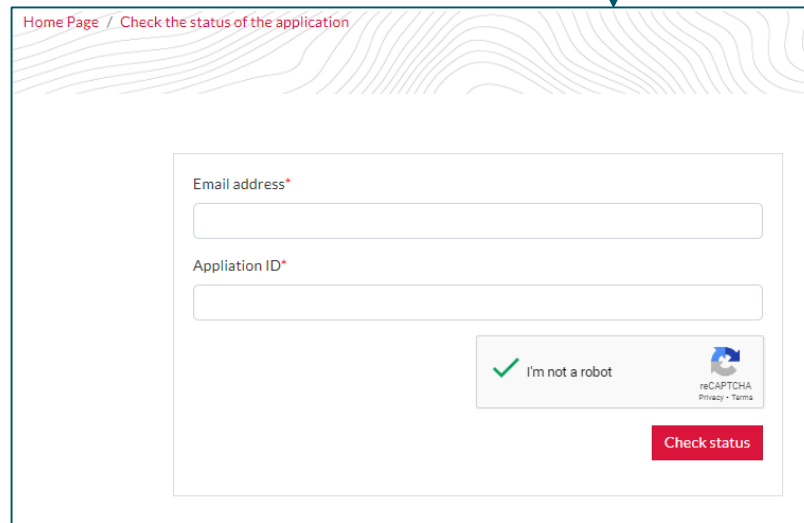 Home Page / Check the status of the application
Email address*
Appliation ID*
I'm not a robot
reCAPTCHA
Privacy • Terms
Check status